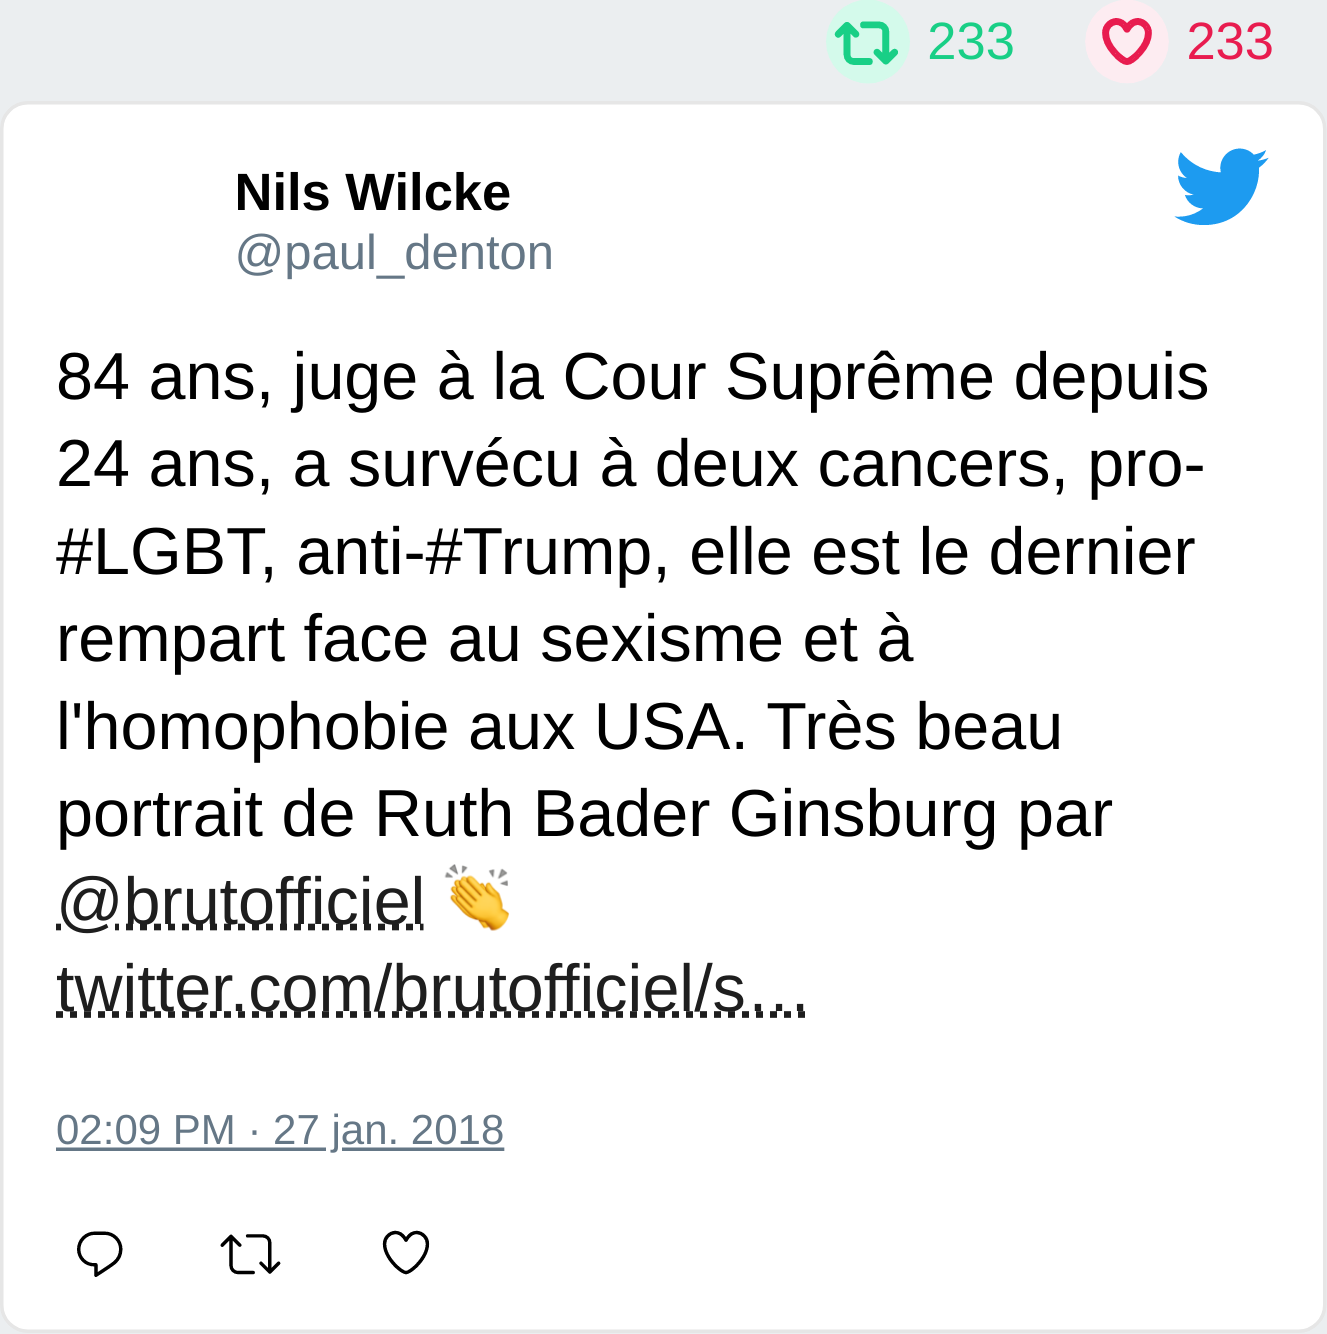 233 233
Nils Wilcke
@paul_denton
84 ans, juge à la Cour Suprême depuis
24 ans, a survécu à deux cancers, pro-
#LGBT, anti-#Trump, elle est le dernier
rempart face au sexisme et à
l'homophobie aux USA. Très beau
portrait de Ruth Bader Ginsburg par
@brutofficiel 👏
twitter.com/brutofficiel/s…
02:09 PM · 27 jan. 2018